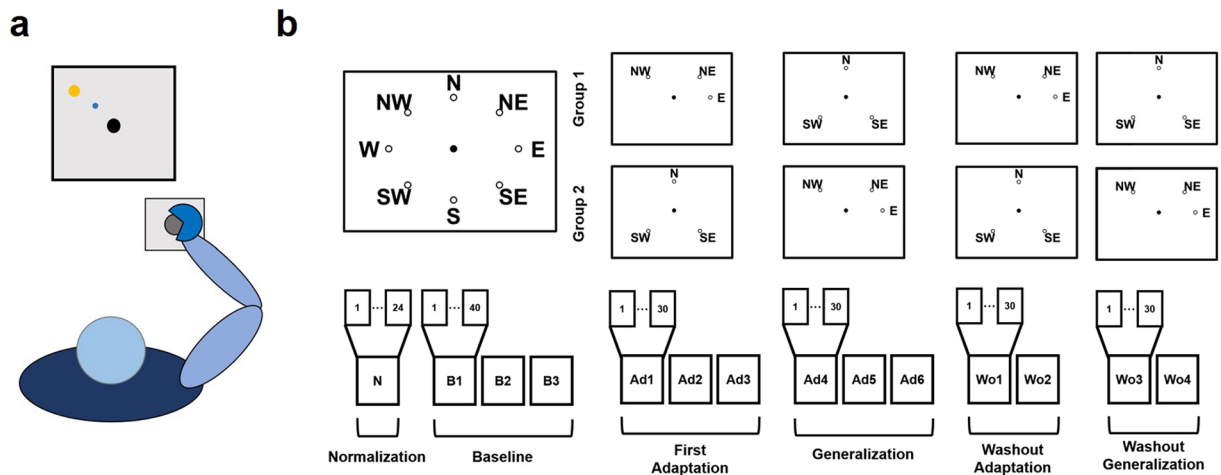 a
b
N
NW NE
W E
SW SE
S
Group 1
NW NE
E
N
SW SE
NW NE
E
N
SW SE
Group 2
N
SW SE
NW NE
E
N
SW SE
NW NE
E
1 ... 24
1 ... 40
1 ... 30
1 ... 30
1 ... 30
1 ... 30
N
B1 B2 B3
Ad1 Ad2 Ad3
Ad4 Ad5 Ad6
Wo1 Wo2
Wo3 Wo4
Normalization
Baseline
First
Adaptation
Generalization
Washout
Adaptation
Washout
Generalization